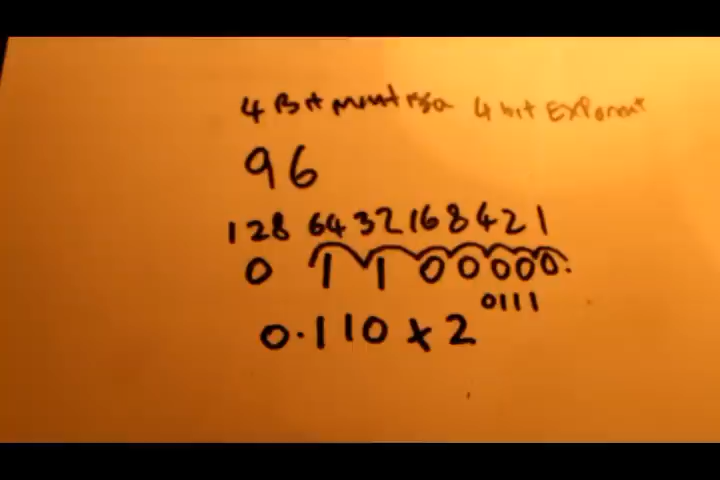 4 Bit mantissa 4 bit Exponent
96
128 64 32 16 8 4 2 1
0 1 1 0 0 0 0 0.
0111
0.110 x 2